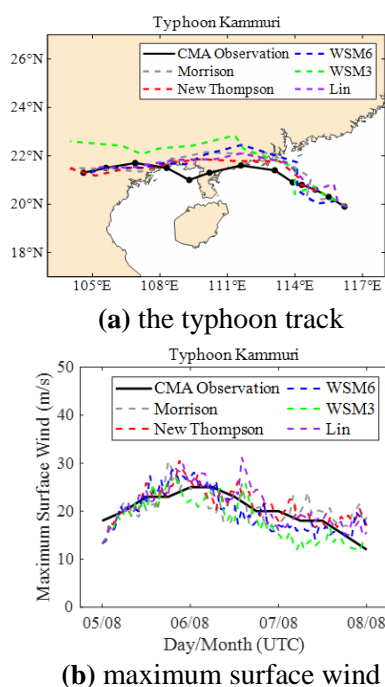 Typhoon Kammuri
26°N
24°N
22°N
20°N
18°N
CMA Observation
Morrison
New Thompson
WSM6
WSM3
Lin
105°E 108°E 111°E 114°E 117°E
(a) the typhoon track
Typhoon Kammuri
Maximum Surface Wind (m/s)
50
40
30
20
10
0
CMA Observation
Morrison
New Thompson
WSM6
WSM3
Lin
05/08 06/08 07/08 08/08
Day/Month (UTC)
(b) maximum surface wind